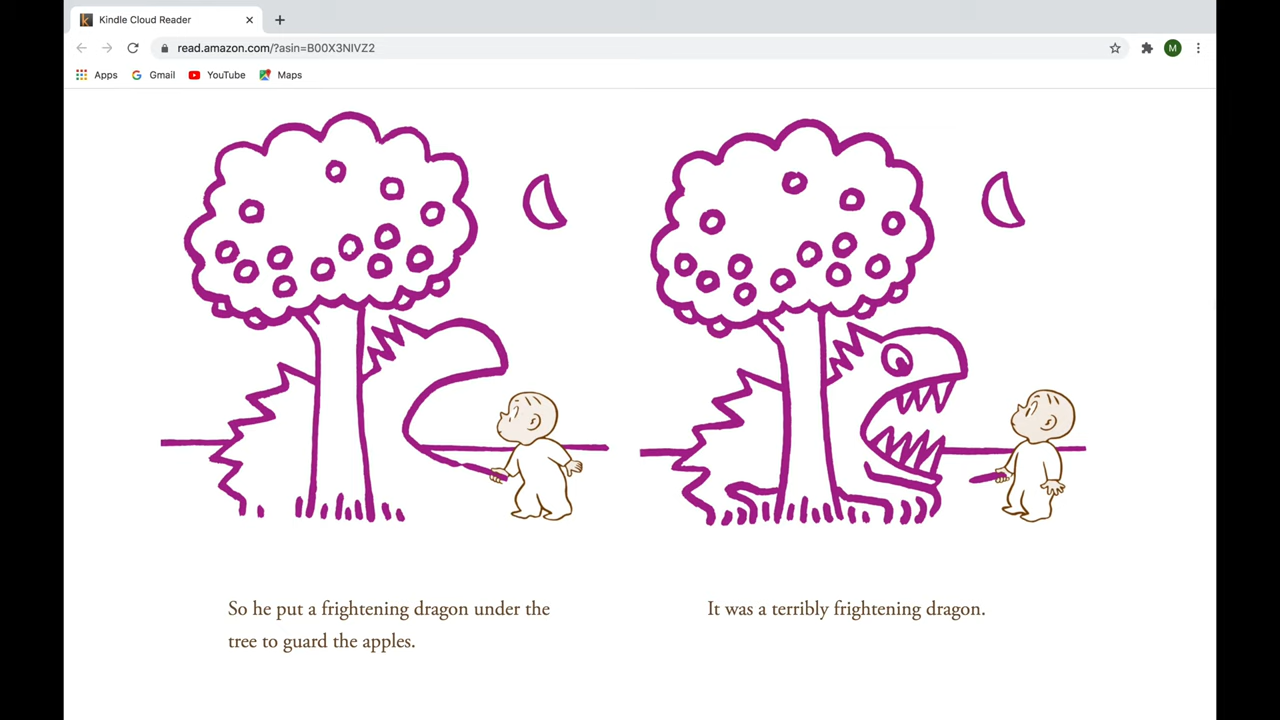 Kindle Cloud Reader
read.amazon.com/?asin=B00X3NIVZ2
M
Apps Gmail YouTube Maps
So he put a frightening dragon under the
tree to guard the apples.
It was a terribly frightening dragon.